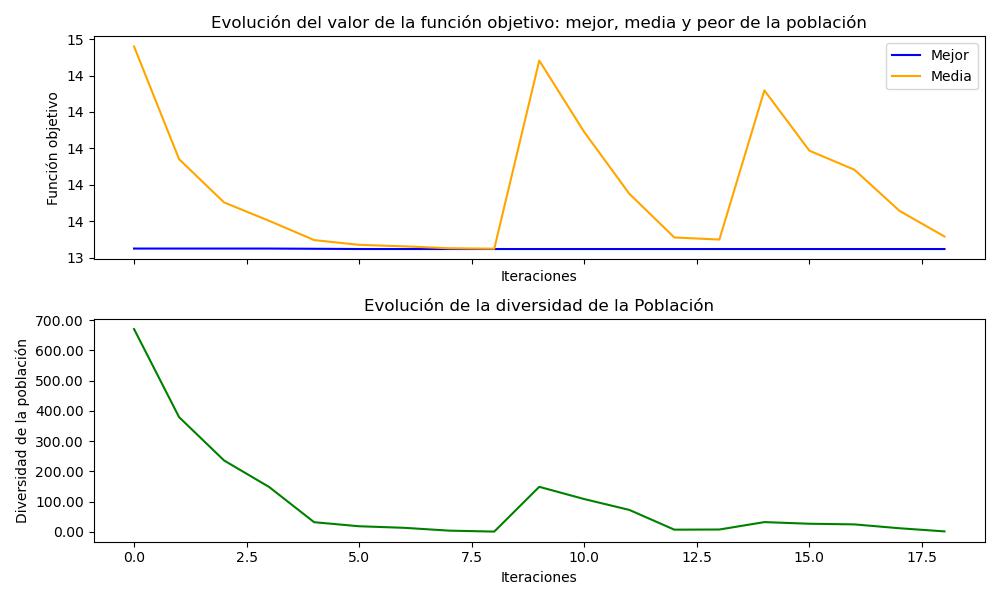 Evolución del valor de la función objetivo: mejor, media y peor de la población
15
14
14
14
14
14
13
Función objetivo
Mejor
Media
Iteraciones
Evolución de la diversidad de la Población
700.00
600.00
500.00
400.00
300.00
200.00
100.00
0.00
Diversidad de la población
0.0 2.5 5.0 7.5 10.0 12.5 15.0 17.5
Iteraciones